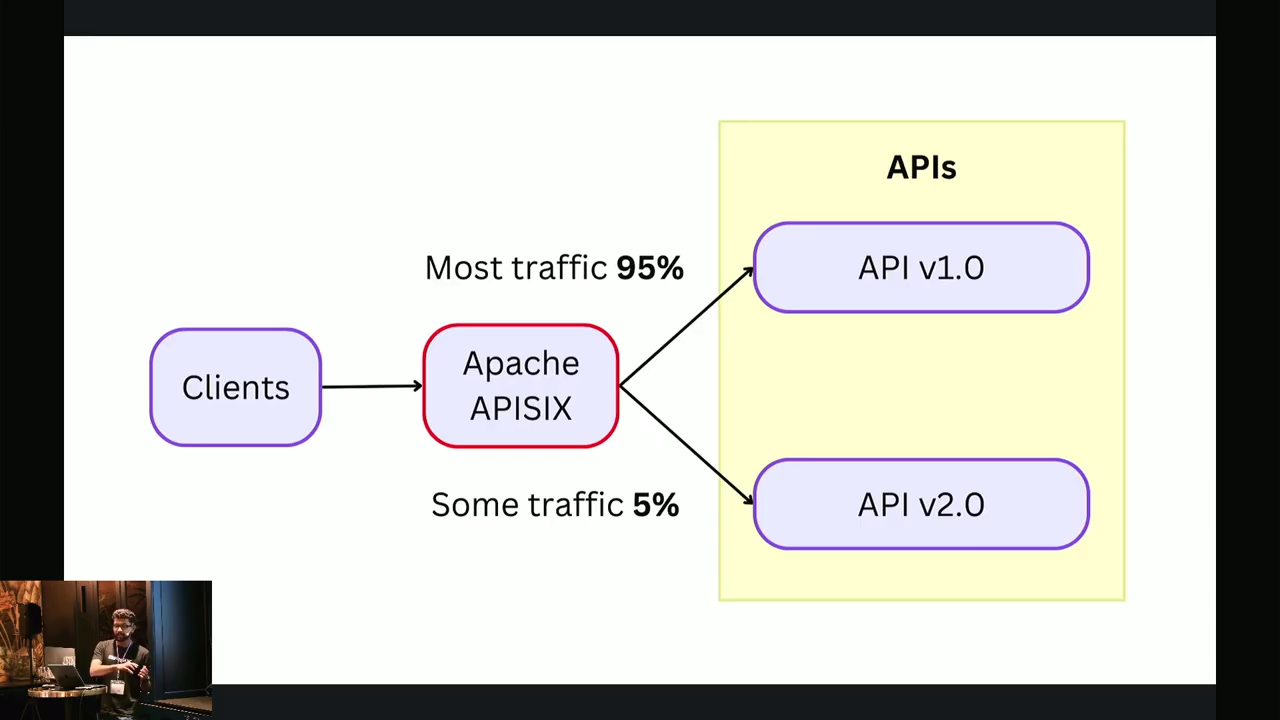 APIs
Most traffic 95%
API v1.0
Clients
Apache
APISIX
Some traffic 5%
API v2.0